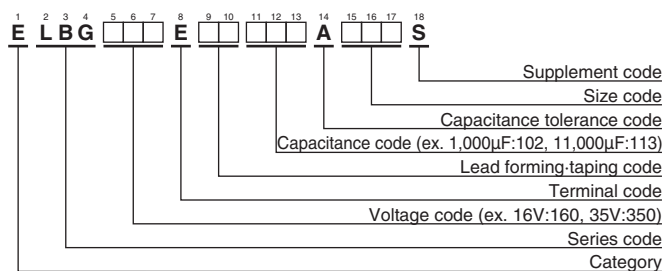 1 2 3 4 5 6 7 8 9 10 11 12 13 14 15 16 17 18
E L B G E A S
Supplement code
Size code
Capacitance tolerance code
Capacitance code (ex. 1,000μF:102, 11,000μF:113)
Lead forming·taping code
Terminal code
Voltage code (ex. 16V:160, 35V:350)
Series code
Category